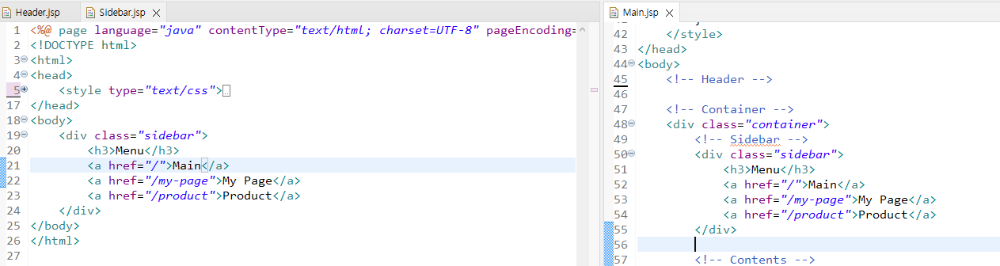 Header.jsp
Sidebar.jsp
1 <%@ page language="java" contentType="text/html; charset=UTF-8" pageEncoding=
2 <!DOCTYPE html>
3 <html>
4 <head>
5 <style type="text/css">
17 </head>
18 <body>
19 <div class="sidebar">
20 <h3>Menu</h3>
21 <a href="/">Main</a>
22 <a href="/my-page">My Page</a>
23 <a href="/product">Product</a>
24 </div>
25 </body>
26 </html>
27
Main.jsp
42 </style>
43 </head>
44 <body>
45 <!-- Header -->
46
47 <!-- Container -->
48 <div class="container">
49 <!-- Sidebar -->
50 <div class="sidebar">
51 <h3>Menu</h3>
52 <a href="/">Main</a>
53 <a href="/my-page">My Page</a>
54 <a href="/product">Product</a>
55 </div>
56
57 <!-- Contents -->